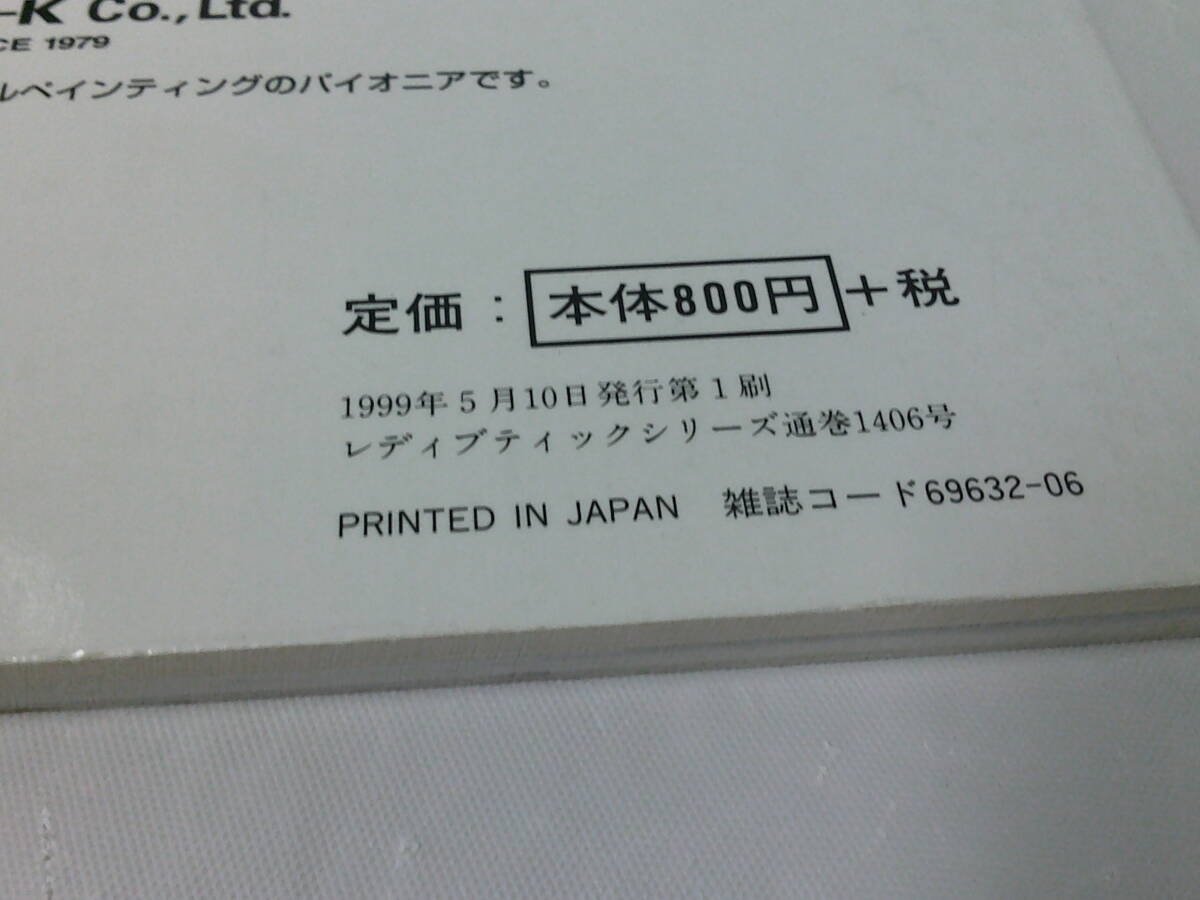 -K Co., Ltd.
CE 1979
ルペインティングのパイオニアです。
定価：本体800円＋税
1999年5月10日発行第1刷
レディブティックシリーズ通巻1406号
PRINTED IN JAPAN 雑誌コード69632-06